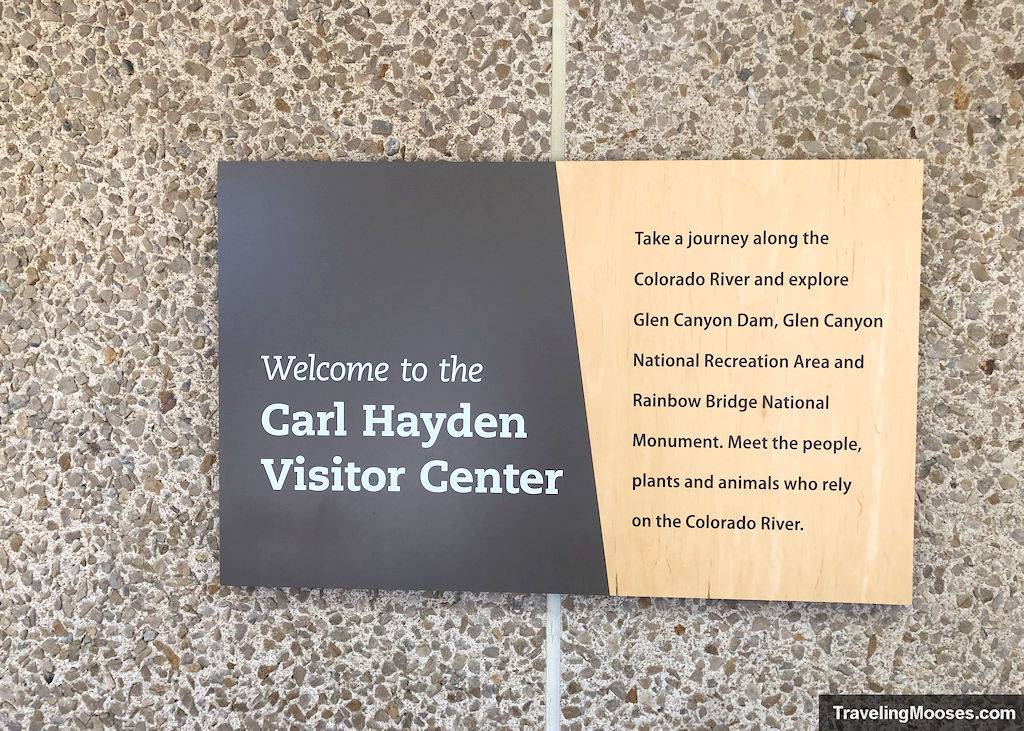 Welcome to the
Carl Hayden
Visitor Center
Take a journey along the
Colorado River and explore
Glen Canyon Dam, Glen Canyon
National Recreation Area and
Rainbow Bridge National
Monument. Meet the people,
plants and animals who rely
on the Colorado River.
TravelingMooses.com